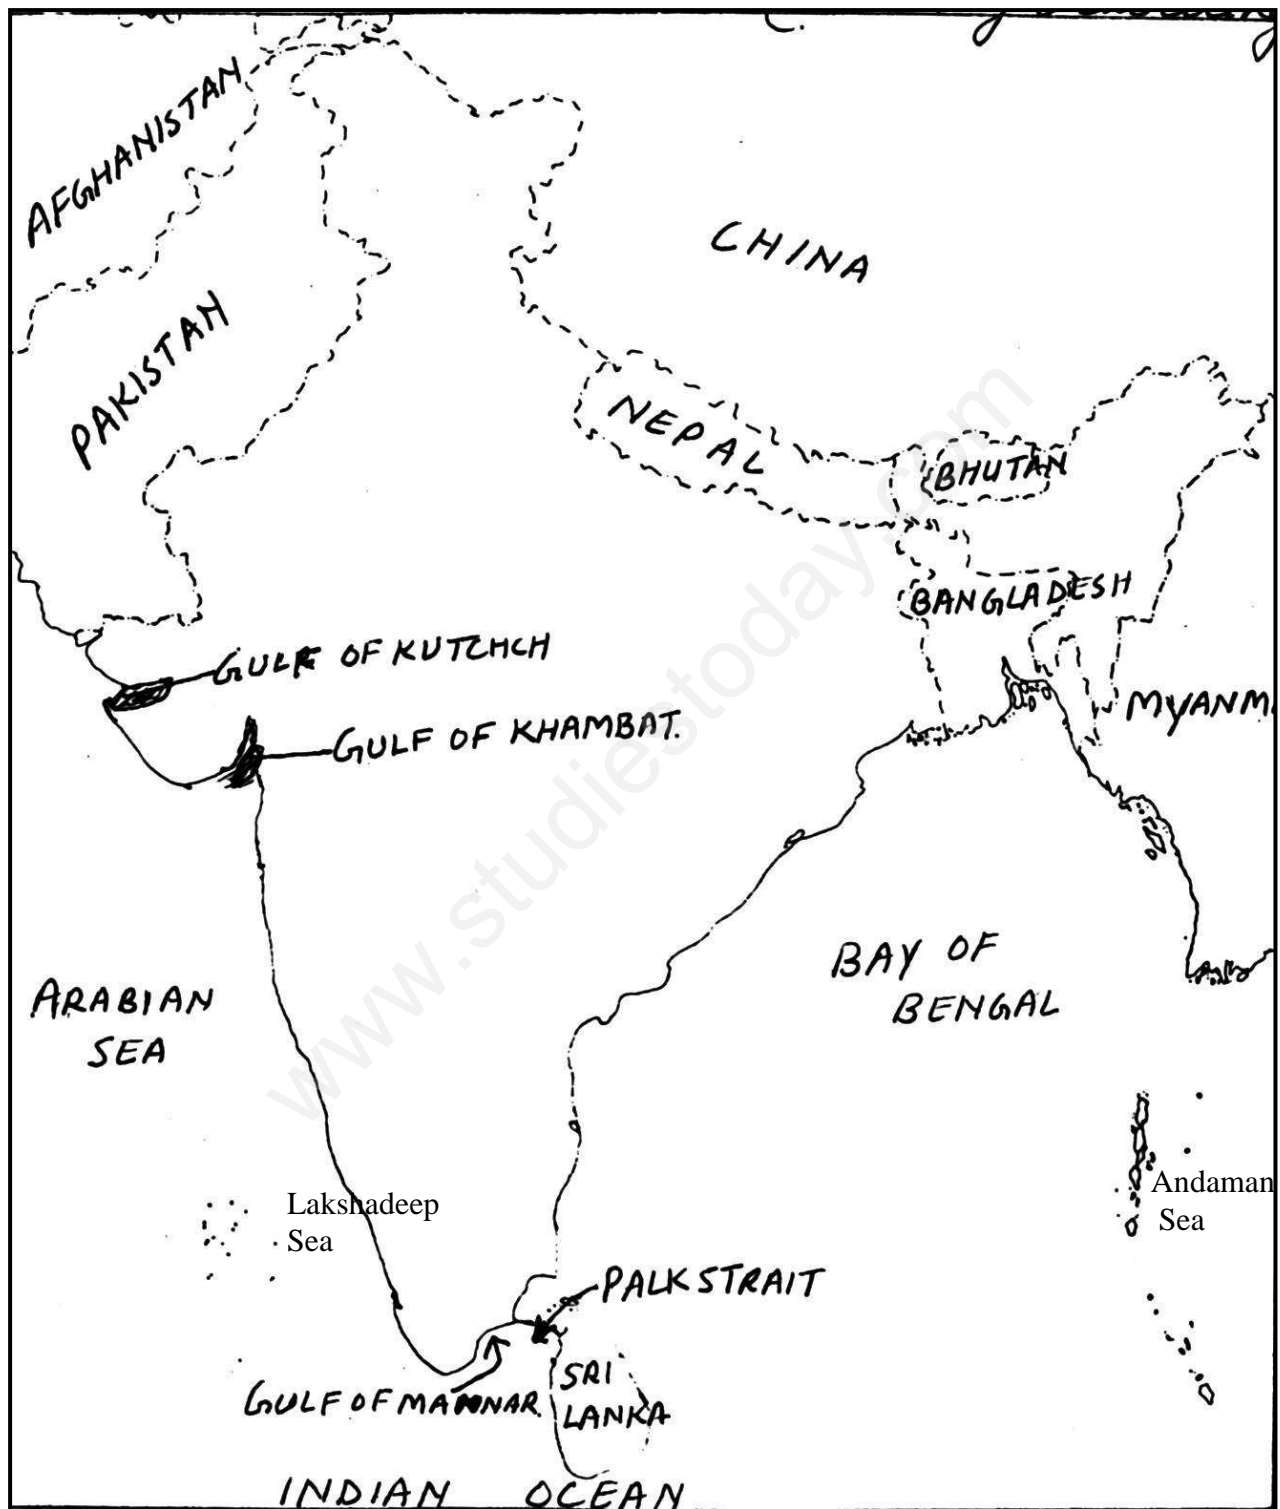 AFGHANISTAN
CHINA
PAKISTAN
NEPAL
BHUTAN
BANGLADESH
GULF OF KUTCHCH
MYANM
GULF OF KHAMBAT.
BAY OF
BENGAL
ARABIAN
SEA
Lakshadeep
Sea
Andaman
Sea
PALK STRAIT
GULF OF MANNAR
SRI
LANKA
INDIAN OCEAN
www.studiestoday.com